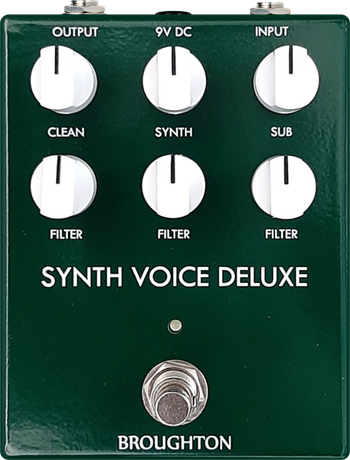 OUTPUT 9V DC INPUT
CLEAN SYNTH SUB
FILTER FILTER FILTER
SYNTH VOICE DELUXE
BROUGHTON